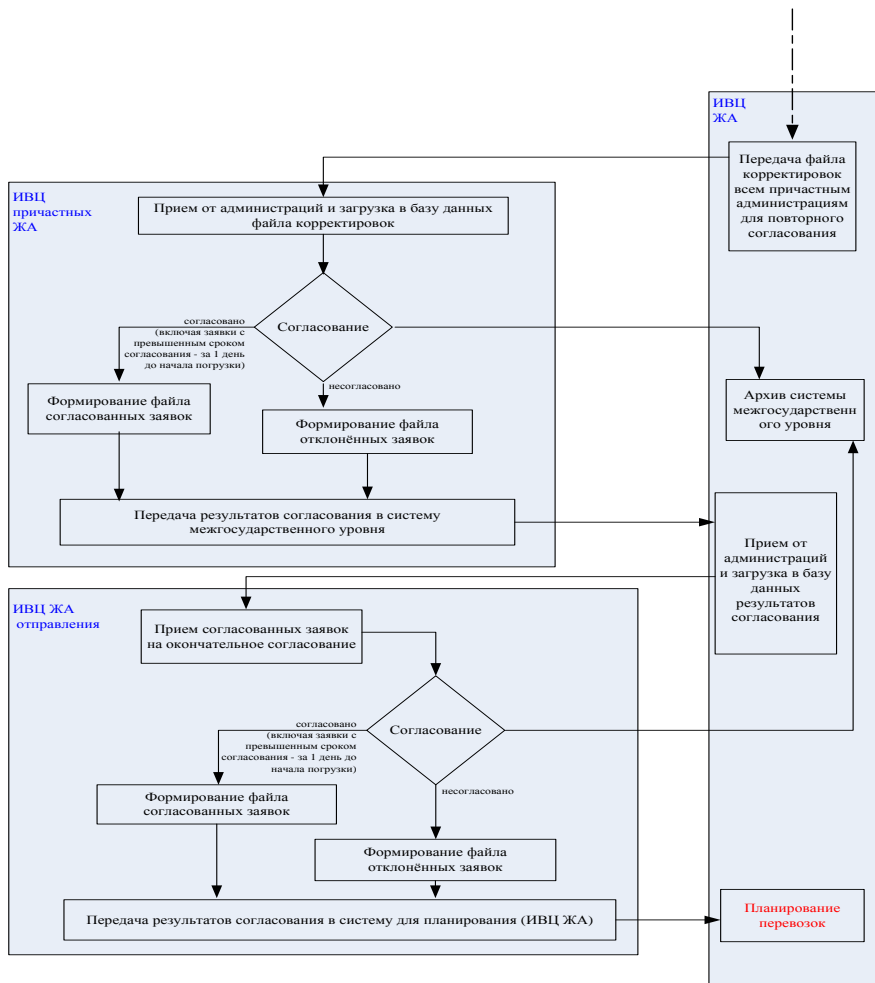 ИВЦ
ЖА
Передача файла
корректировок
всем причастным
администрациям
для повторного
согласования
ИВЦ
причастных
ЖА
Прием от администраций и загрузка в базу данных
файла корректировок
Согласование
согласовано
(включая заявки с
превышенным сроком
согласования - за 1 день
до начала погрузки)
несогласовано
Формирование файла
согласованных заявок
Формирование файла
отклонённых заявок
Архив системы
межгосударственн
ого уровня
Передача результатов согласования в систему
межгосударственного уровня
Прием от
администраций
и загрузка в базу
данных
результатов
согласования
ИВЦ ЖА
отправления
Прием согласованных заявок
на окончательное согласование
Согласование
согласовано
(включая заявки с
превышенным сроком
согласования - за 1 день до
начала погрузки)
несогласовано
Формирование файла
согласованных заявок
Формирование файла
отклонённых заявок
Передача результатов согласования в систему для планирования (ИВЦ ЖА)
Планирование
перевозок